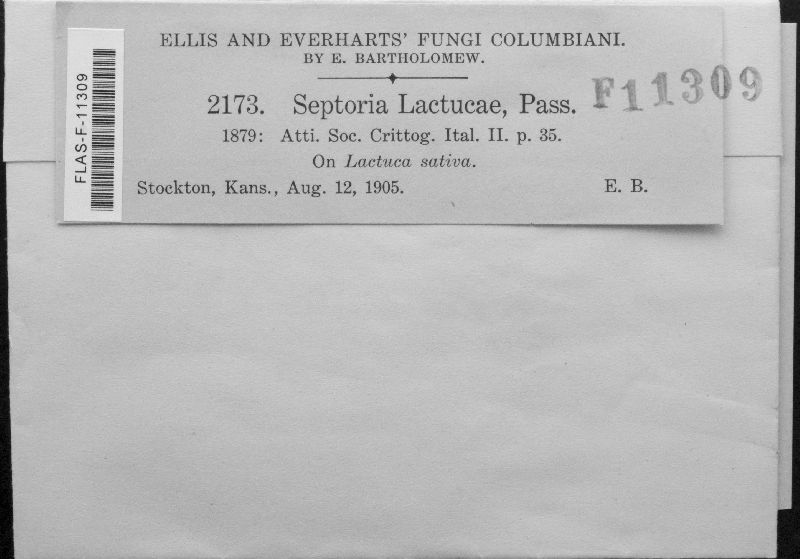 ELLIS AND EVERHARTS' FUNGI COLUMBIANI.
BY E. BARTHOLOMEW.
2173. Septoria Lactucae, Pass.
F11309
1879: Atti. Soc. Crittog. Ital. II. p. 35.
On Lactuca sativa.
Stockton, Kans., Aug. 12, 1905. E. B.
FLAS-F-11309